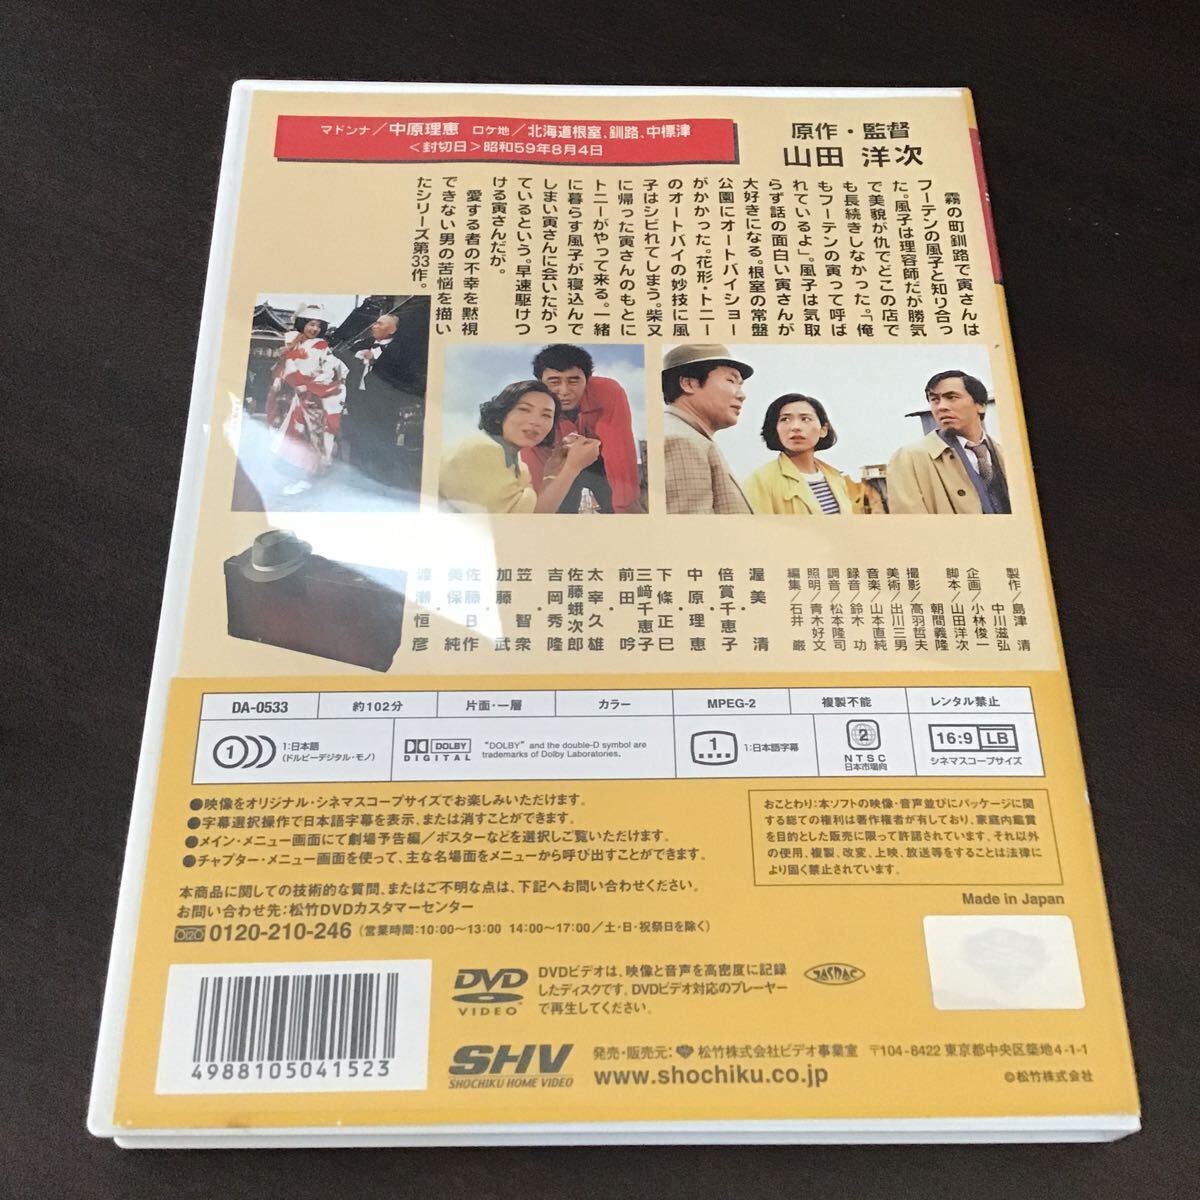 マドンナ／中原理恵 ロケ地／北海道根室、釧路、中標津
＜封切日＞昭和59年8月4日
原作・監督
山田 洋次
霧の町釧路で寅さんは
フーテンの風子と知り合っ
た。風子は理容師だが勝気
で美貌が仇でどこの店で
も長続きしなかった。「俺
もフーテンの寅って呼ば
れているよ」。風子は気取
らず話の面白い寅さんが
大好きになる。根室の常盤
公園にオートバイショー
がかかった。花形・トニー
のオートバイの妙技に風
子はシビれてしまう。柴又
に帰った寅さんのもとに
トニーがやって来る。一緒
に暮らす風子が寝込んで
しまい寅さんに会いたがっ
ているという。早速駆けつ
ける寅さんだが。
愛する者の不幸を黙視
できない男の苦悩を描い
たシリーズ第33作。
製作／島津 清
中川滋弘
企画／小林俊一
脚本／山田洋次
朝間義隆
撮影／高羽哲夫
美術／出川三男
音楽／山本直純
録音／鈴木 功
調音／松本隆司
照明／青木好文
編集／石井 巌
渥美 清
倍賞千恵子
中原理恵
下條正巳
三﨑千恵子
前田 吟
太宰久雄
佐藤蛾次郎
吉岡秀隆
笠 智衆
加藤 武
佐藤B作
美保 純
渡瀬恒彦
DA-0533 約102分 片面・一層 カラー MPEG-2 複製不能 レンタル禁止
1 1:日本語
(ドルビーデジタル・モノ)
DOLBY
DIGITAL
"DOLBY" and the double-D symbol are
trademarks of Dolby Laboratories.
1 1:日本語字幕
2
NTSC
日本市場向
16:9 LB
シネマスコープサイズ
●映像をオリジナル・シネマスコープサイズでお楽しみいただけます。
●字幕選択操作で日本語字幕を表示、または消すことができます。
●メイン・メニュー画面にて劇場予告編／ポスターなどを選択しご覧いただけます。
●チャプター・メニュー画面を使って、主な名場面をメニューから呼び出すことができます。
おことわり：本ソフトの映像・音声並びにパッケージに関
する総ての権利は著作権者が有しており、家庭内鑑賞
を目的とした販売に限って許諾されています。それ以外
の使用、複製、改変、上映、放送等をすることは法律に
より固く禁止されています。
Made in Japan
本商品に関しての技術的な質問、またはご不明な点は、下記へお問い合わせください。
お問い合わせ先：松竹DVDカスタマーセンター
0120-210-246 (営業時間：10:00〜13:00 14:00〜17:00／土・日・祝祭日を除く)
4988105041523
DVD
VIDEO
DVDビデオは、映像と音声を高密度に記録
したディスクです。DVDビデオ対応のプレーヤー
で再生してください。
JASRAC
SHV
SHOCHIKU HOME VIDEO
発売・販売元： 松竹株式会社ビデオ事業室 〒104-8422 東京都中央区築地4-1-1
www.shochiku.co.jp
©松竹株式会社